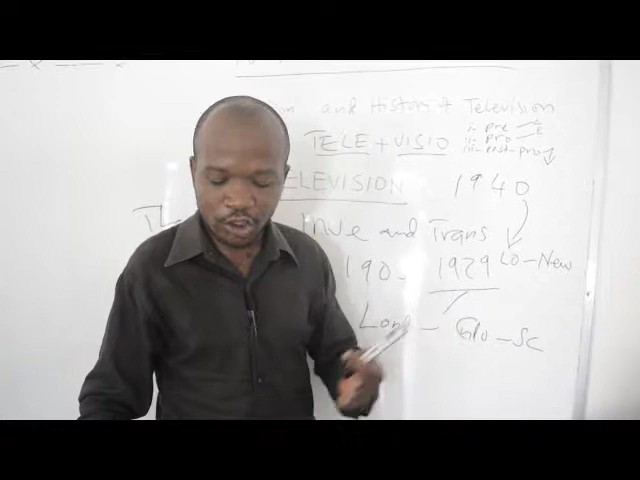 and History of Television
TELE + VISIO
i - pre
ii - pro
iii - post-pro
ELEVISION 1940
Inve and Trans
190- 1929 LO-New
Lon - Glo-Sc